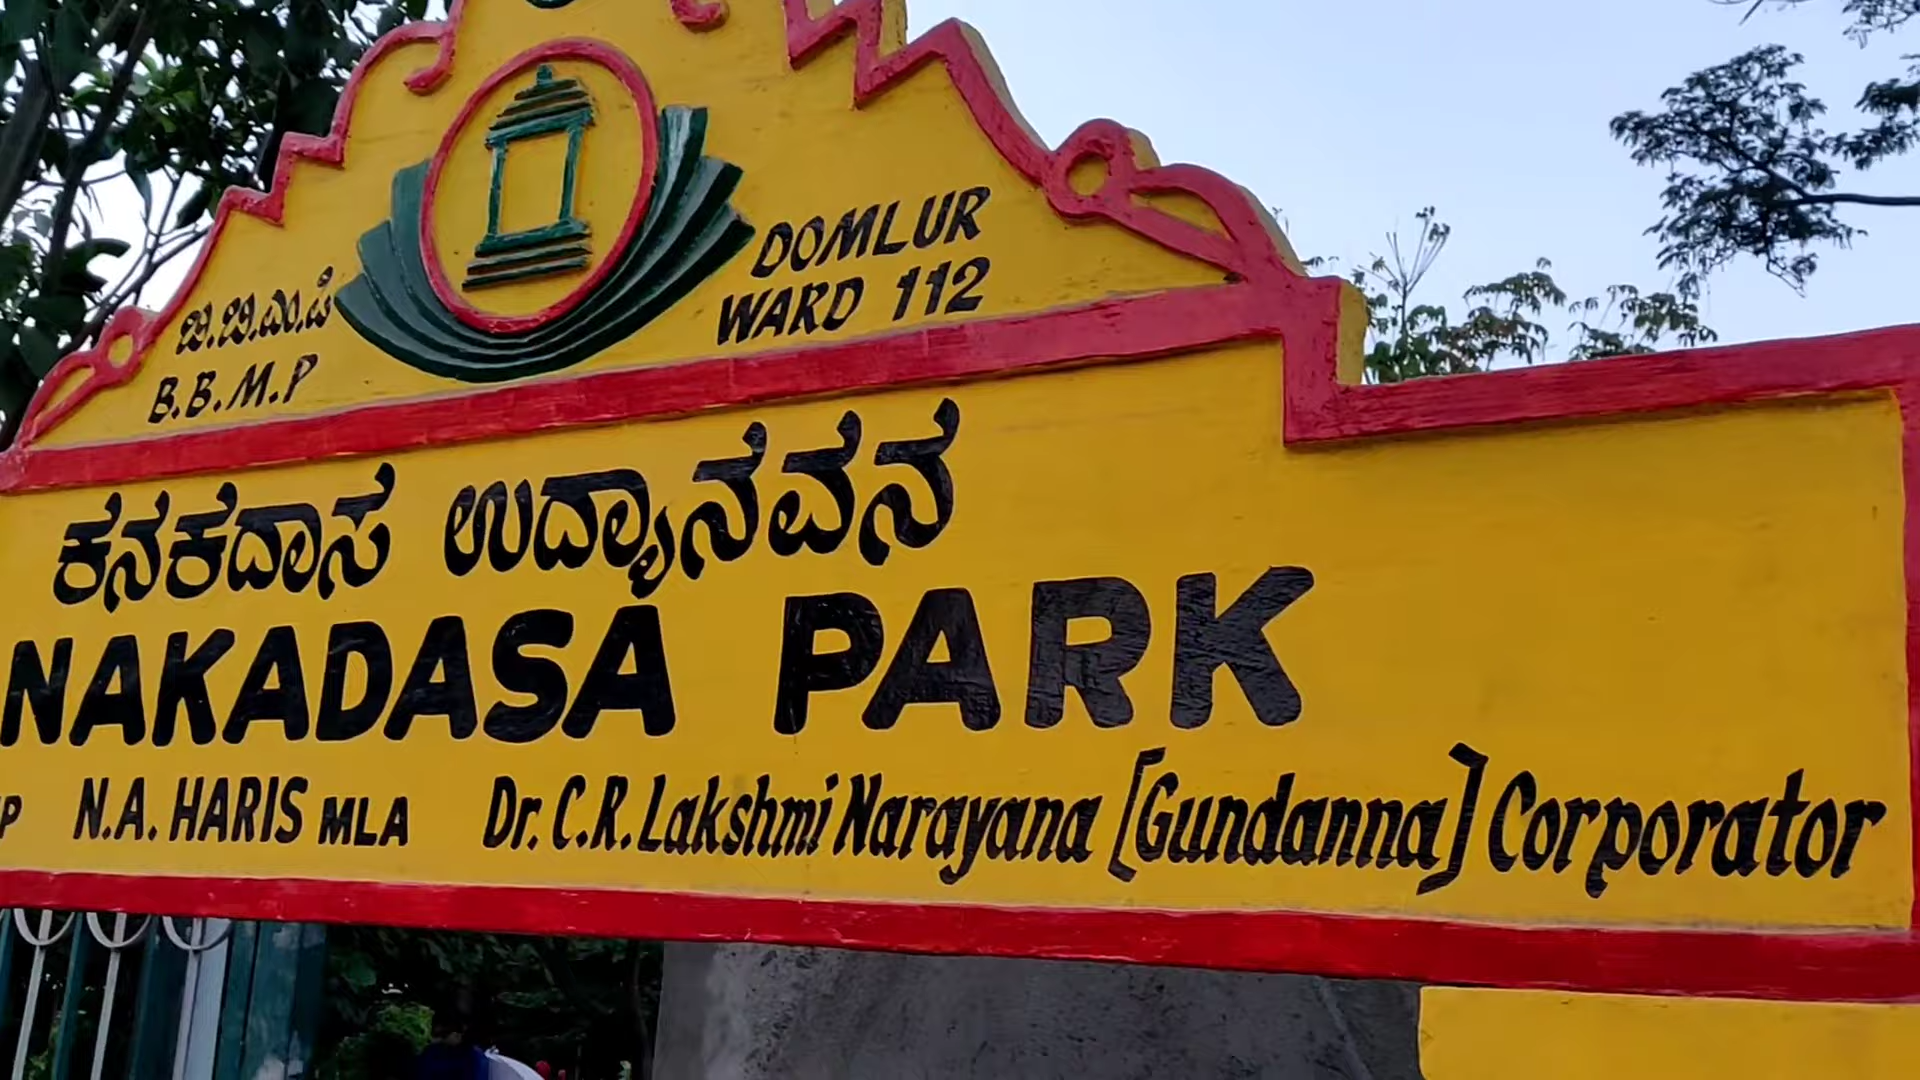 ಬಿ.ಬಿ.ಎಂ.ಪಿ
B.B.M.P
DOMLUR
WARD 112
ಕನಕದಾಸ ಉದ್ಯಾನವನ
NAKADASA PARK
N.A. HARIS MLA Dr. C.R. Lakshmi Narayana [Gundanna] Corporator